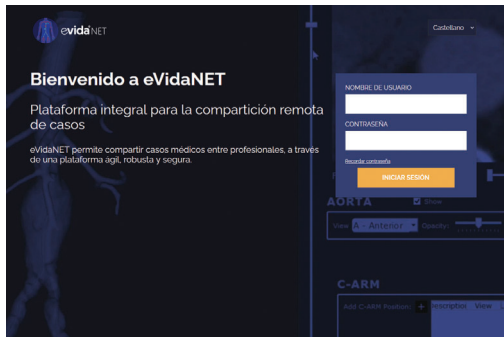 evidaNET
Castellano
Bienvenido a eVidaNET
Plataforma integral para la compartición remota
de casos
eVidaNET permite compartir casos médicos entre profesionales, a través
de una plataforma ágil, robusta y segura.
NOMBRE DE USUARIO
CONTRASEÑA
Recordar contraseña
INICIAR SESIÓN
AORTA
Show
View A - Anterior Opacity:
C-ARM
Add C-ARM Position: + escription View